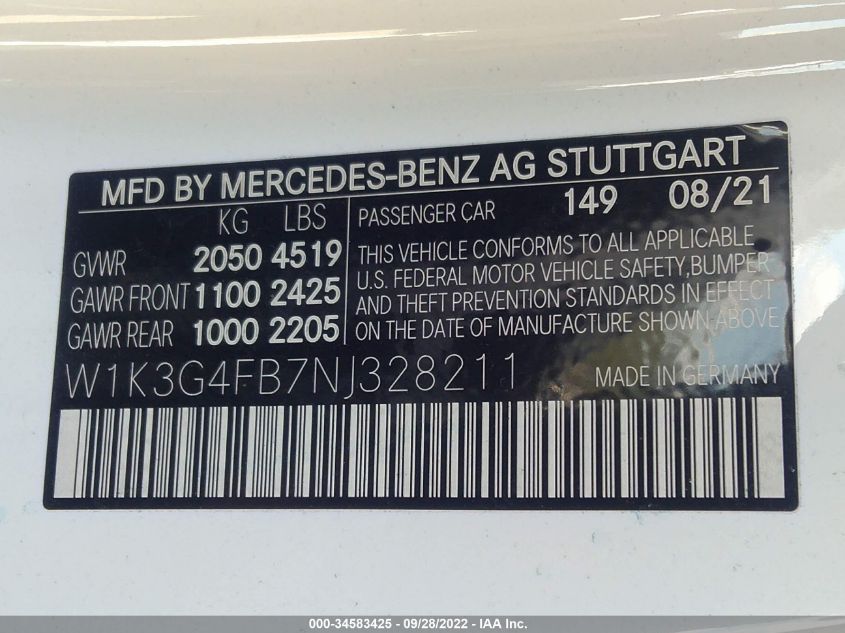 MFD BY MERCEDES-BENZ AG STUTTGART
KG LBS
GVWR 2050 4519
GAWR FRONT 1100 2425
GAWR REAR 1000 2205
PASSENGER CAR 149 08/21
THIS VEHICLE CONFORMS TO ALL APPLICABLE
U.S. FEDERAL MOTOR VEHICLE SAFETY,BUMPER
AND THEFT PREVENTION STANDARDS IN EFFECT
ON THE DATE OF MANUFACTURE SHOWN ABOVE
W1K3G4FB7NJ328211 MADE IN GERMANY
000-34583425 - 09/28/2022 - IAA Inc.